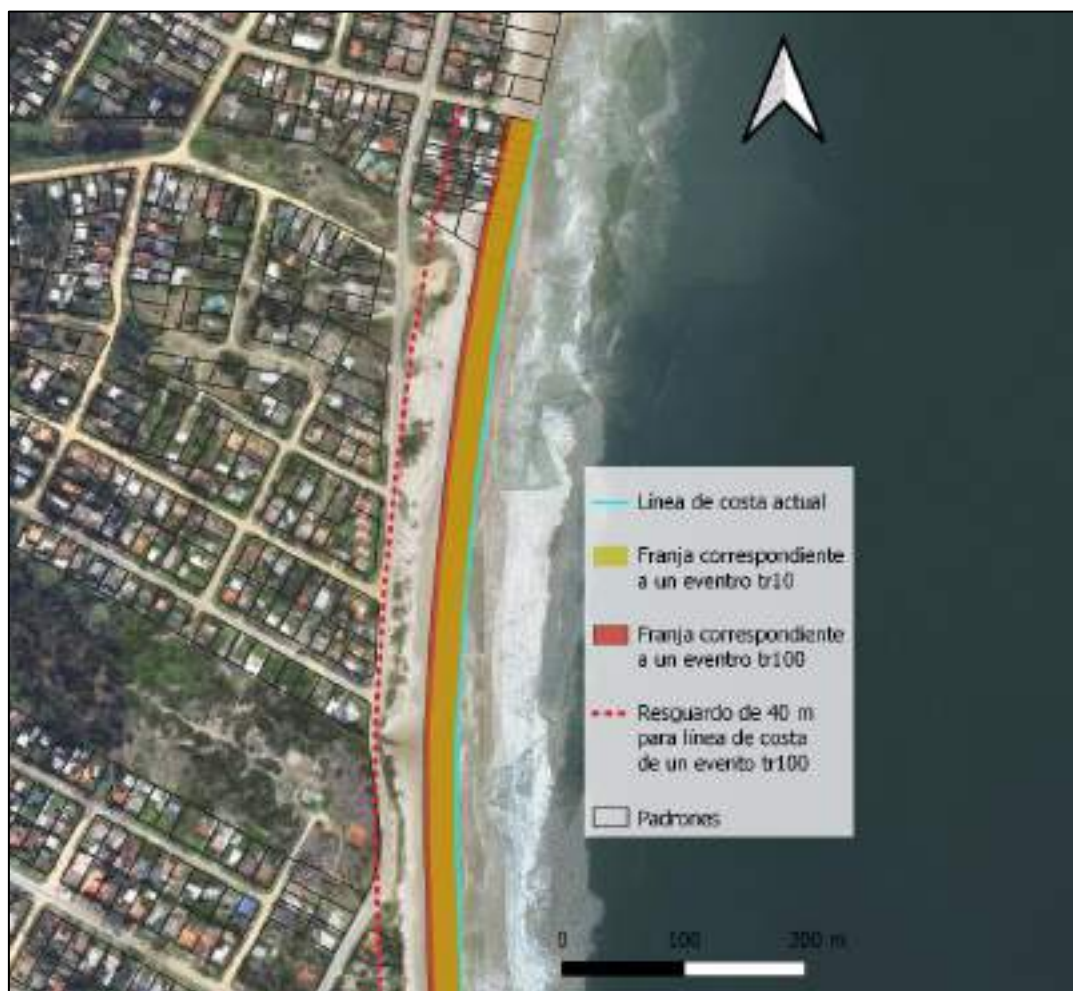 Línea de costa actual
Franja correspondiente
a un eventro tr10
Franja correspondiente
a un eventro tr100
Resguardo de 40 m
para línea de costa
de un evento tr100
Padrones
0 100 200 m